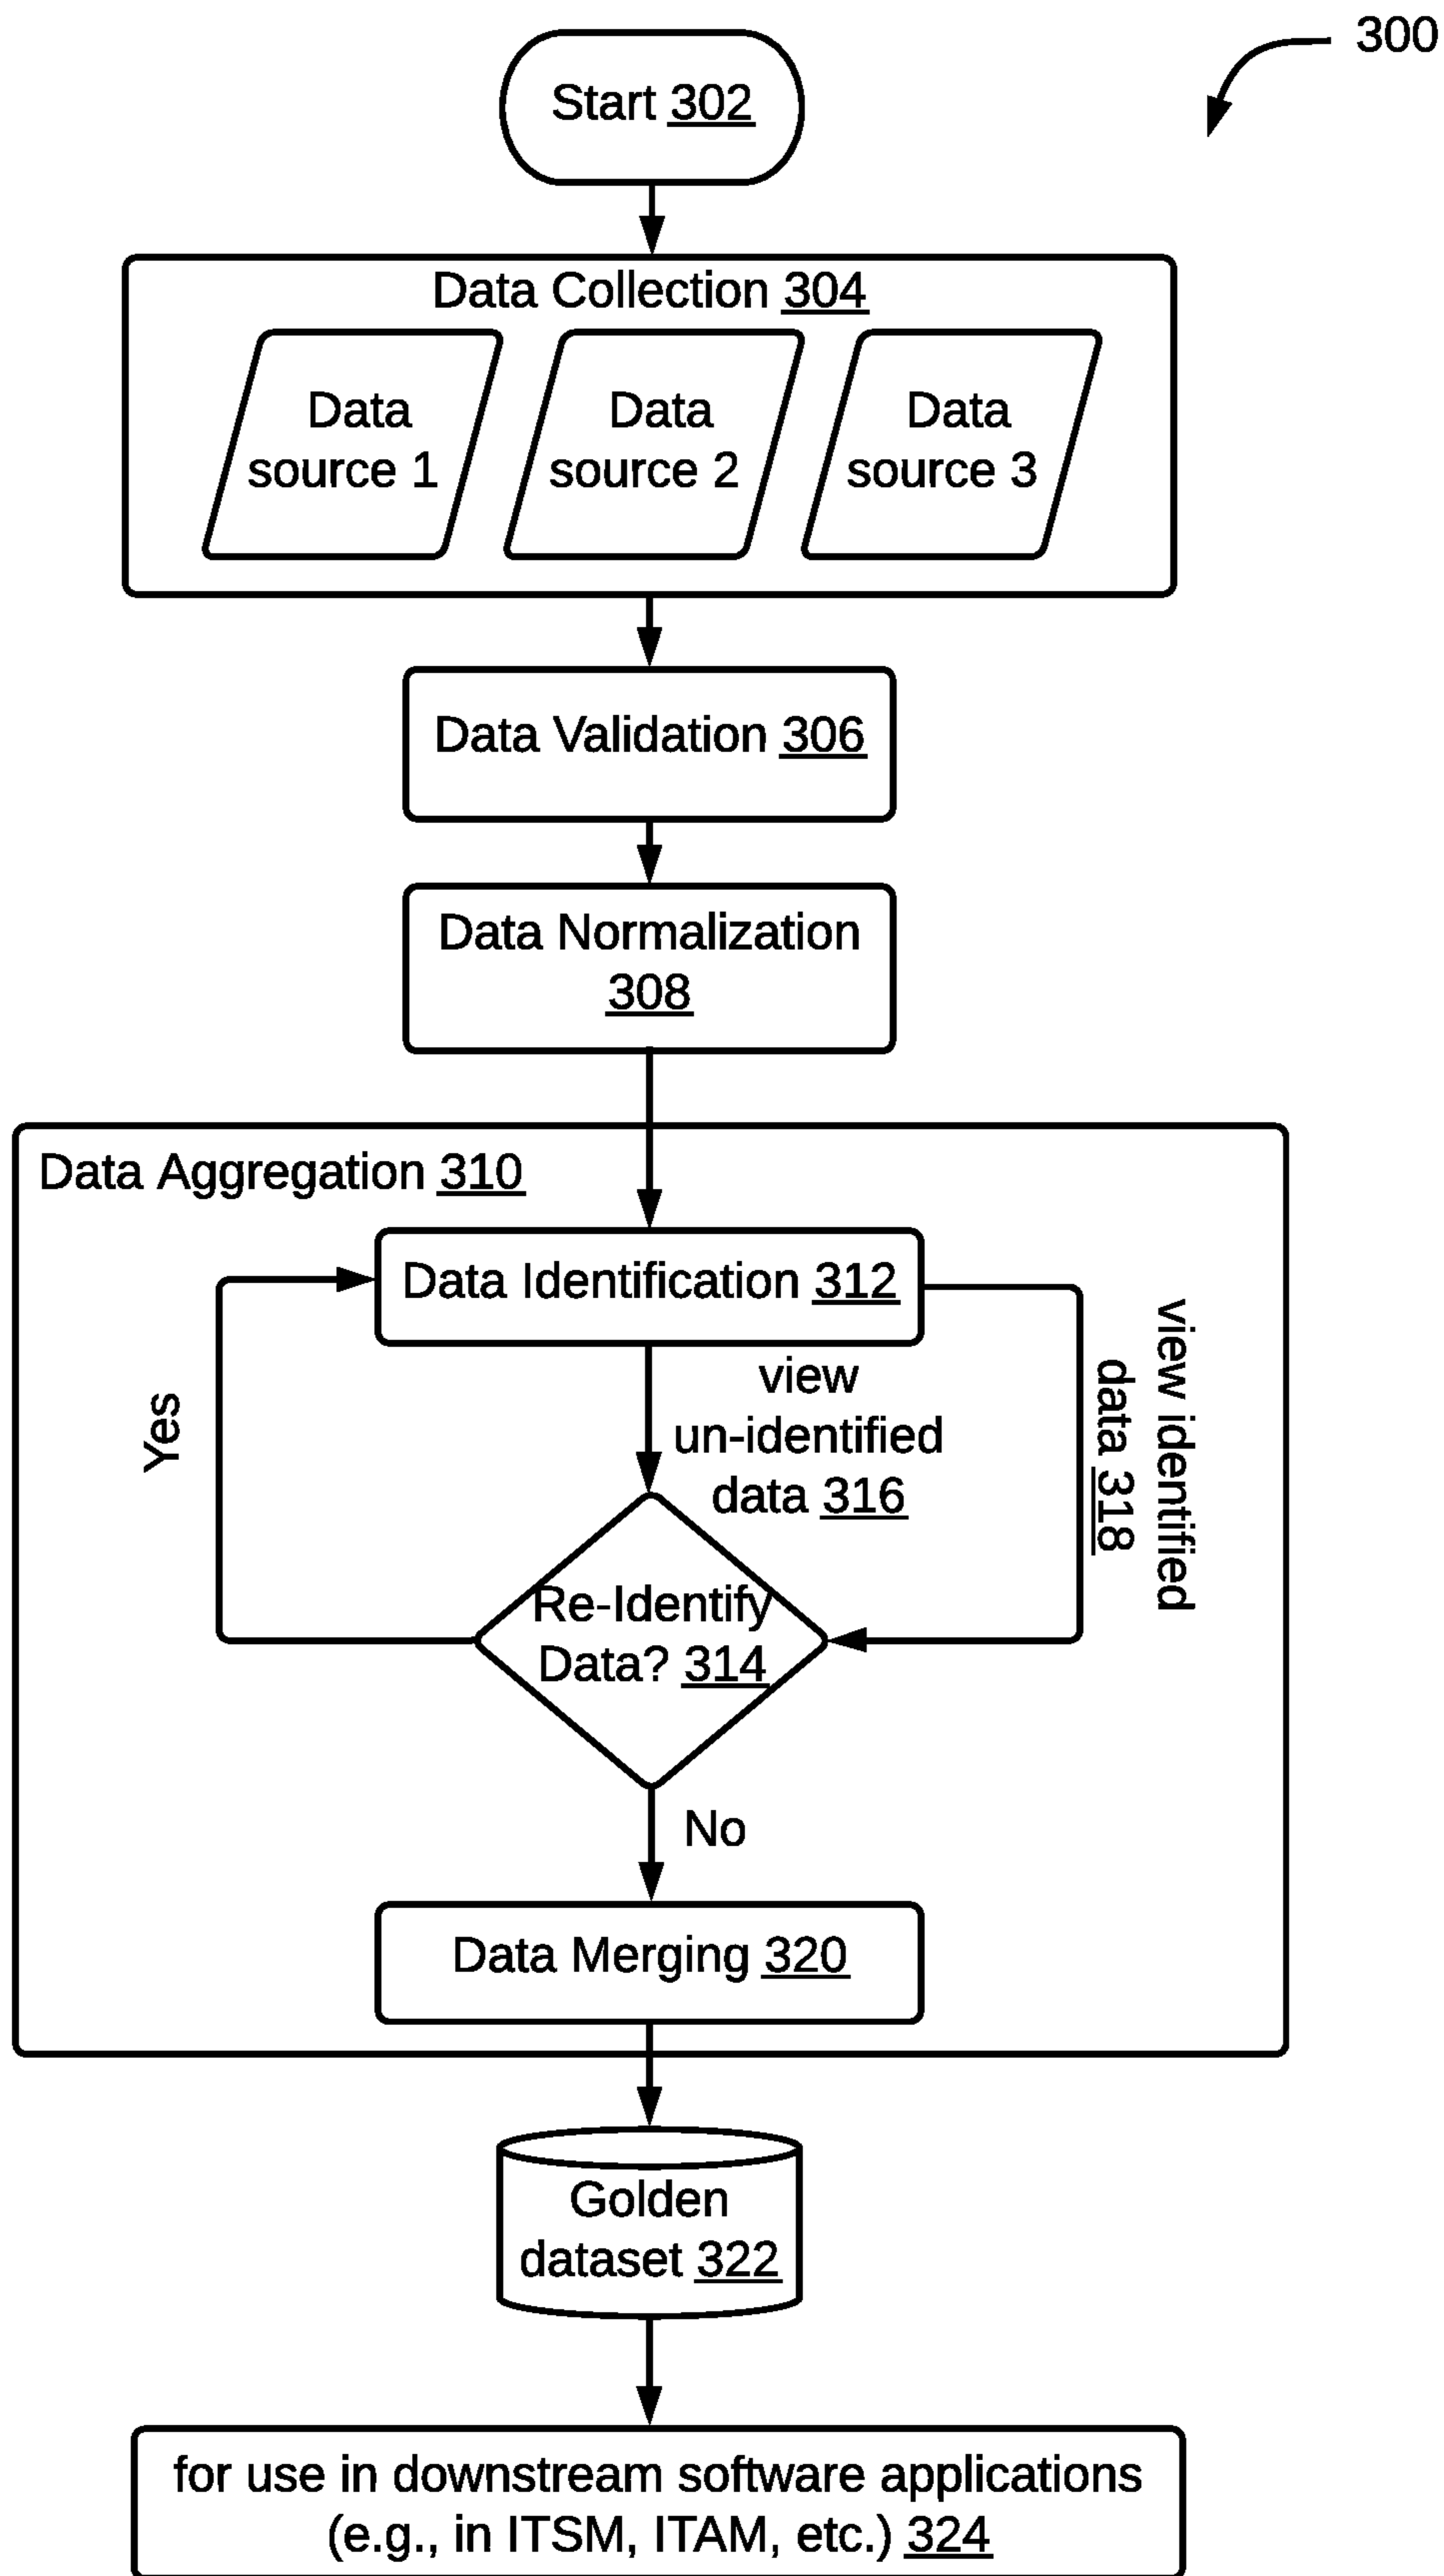 300
Start 302
Data Collection 304
Data
source 1
Data
source 2
Data
source 3
Data Validation 306
Data Normalization
308
Data Aggregation 310
Data Identification 312
view
un-identified
data 316
view identified
data 318
Yes
Re-Identify
Data? 314
No
Data Merging 320
Golden
dataset 322
for use in downstream software applications
(e.g., in ITSM, ITAM, etc.) 324